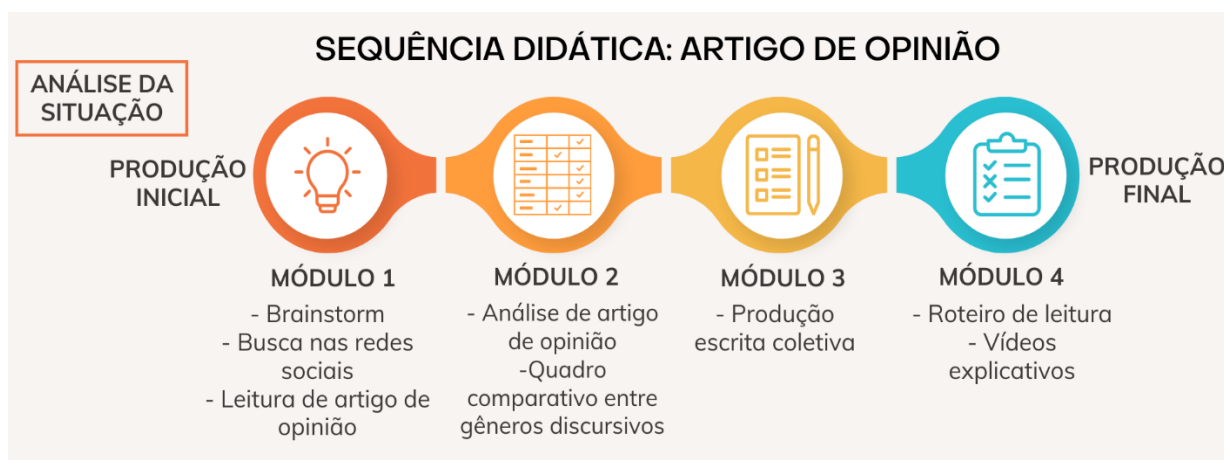 SEQUÊNCIA DIDÁTICA: ARTIGO DE OPINIÃO
ANÁLISE DA
SITUAÇÃO
PRODUÇÃO
INICIAL
MÓDULO 1
- Brainstorm
- Busca nas redes
sociais
- Leitura de artigo de
opinião
MÓDULO 2
- Análise de artigo
de opinião
-Quadro
comparativo entre
gêneros discursivos
MÓDULO 3
- Produção
escrita coletiva
MÓDULO 4
- Roteiro de leitura
- Vídeos
explicativos
PRODUÇÃO
FINAL